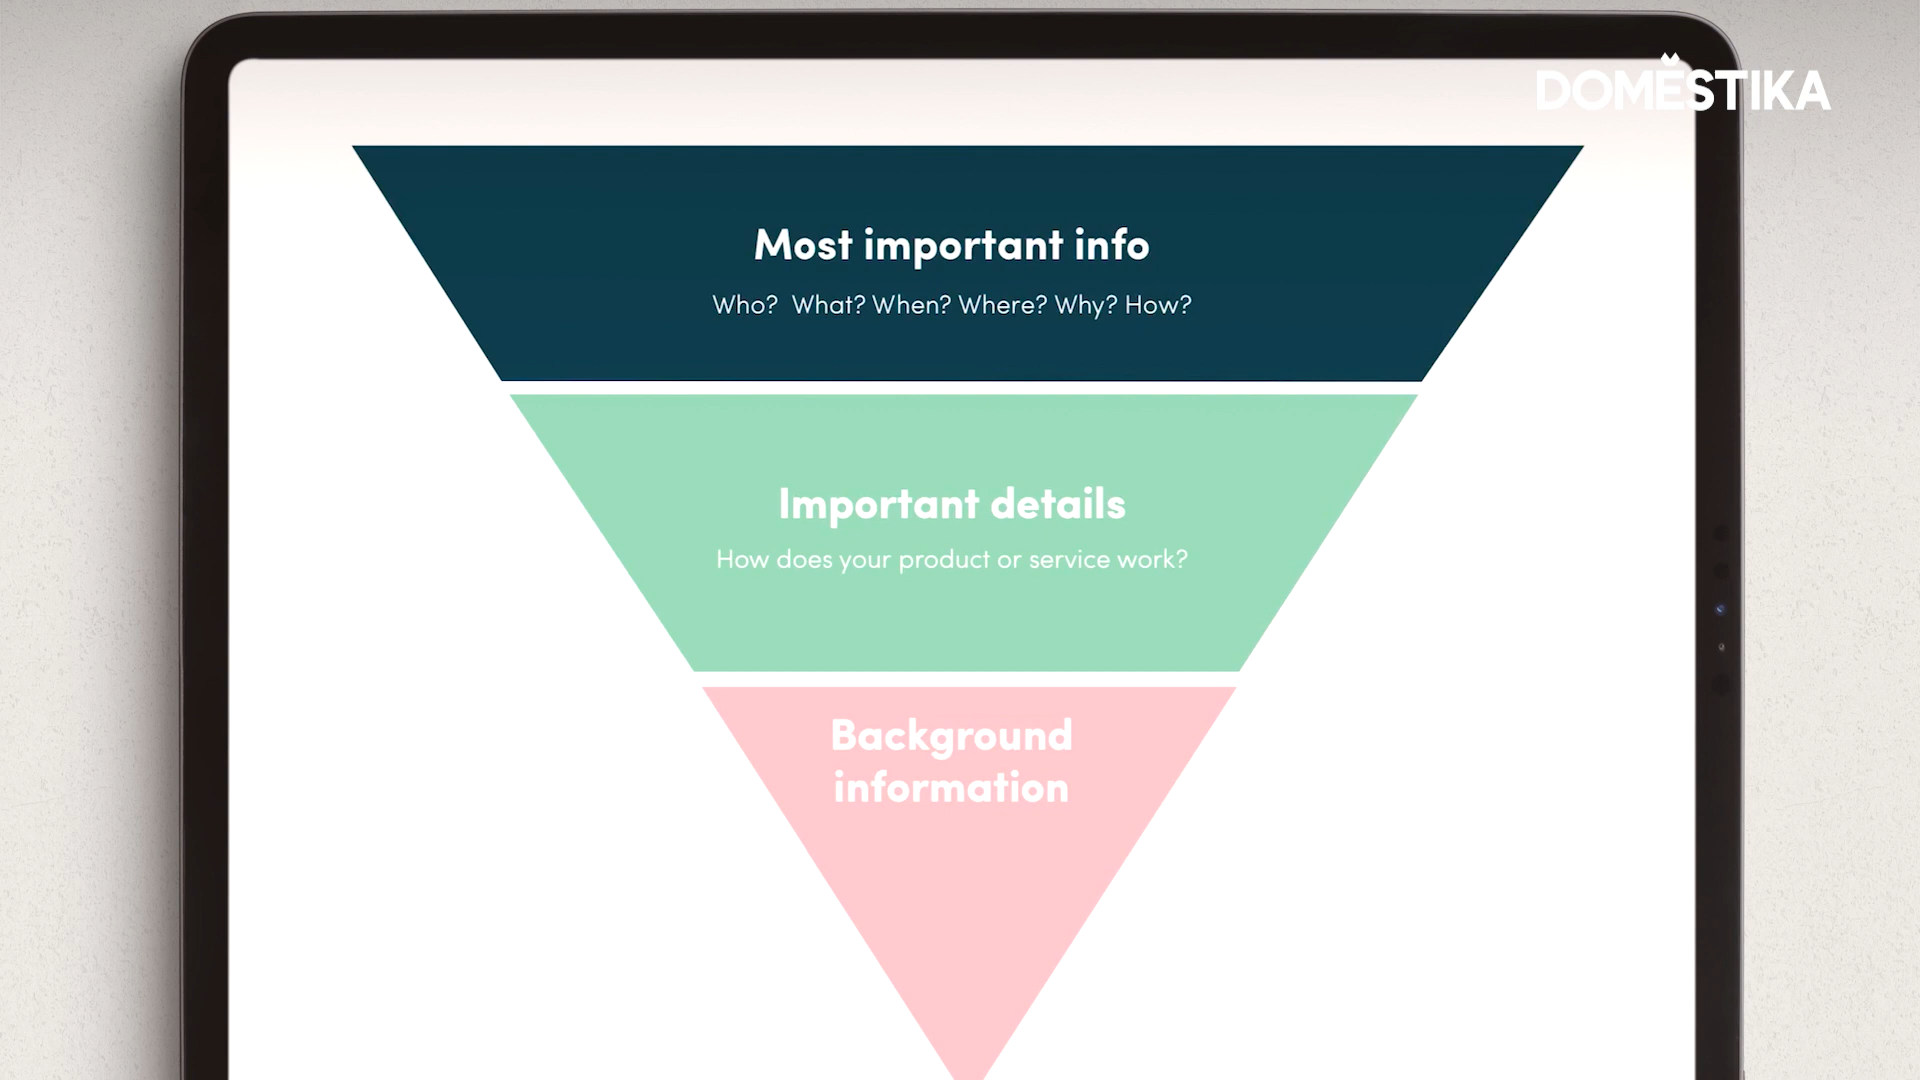 DOMĚSTIKA
Most important info
Who? What? When? Where? Why? How?
Important details
How does your product or service work?
Background
information